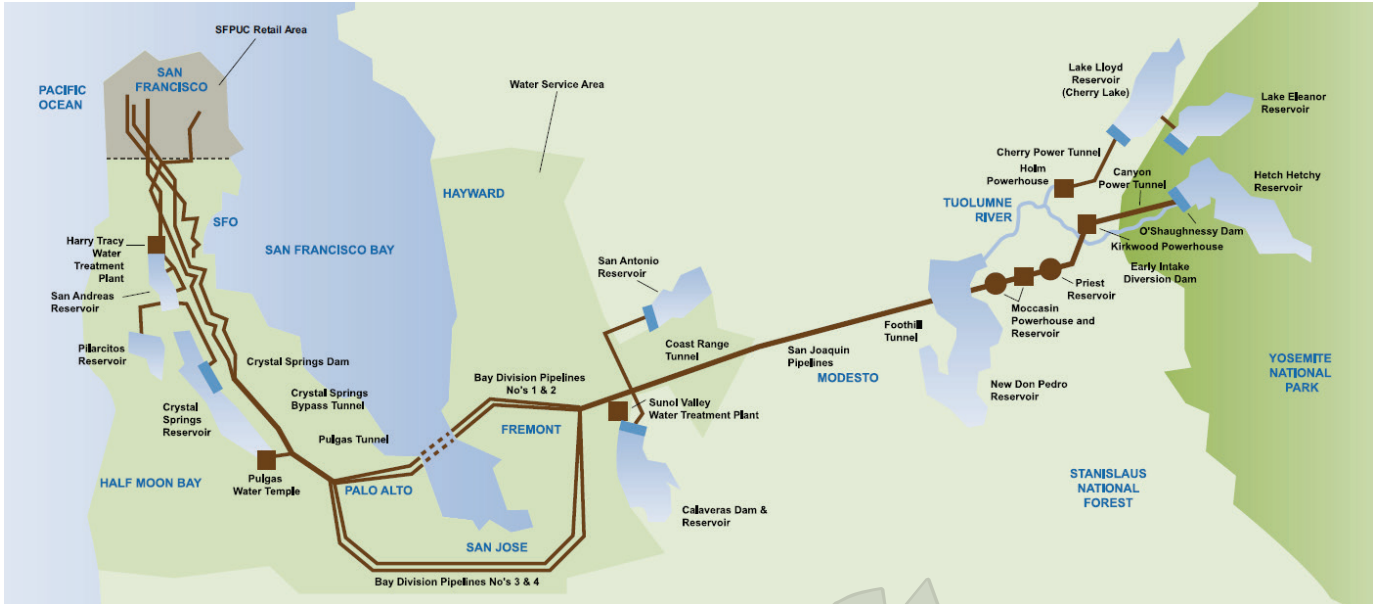 SFPUC Retail Area
PACIFIC
OCEAN
SAN
FRANCISCO
Water Service Area
Lake Lloyd
Reservoir
(Cherry Lake)
Lake Eleanor
Reservoir
Cherry Power Tunnel
Holm
Powerhouse
Canyon
Power Tunnel
Hetch Hetchy
Reservoir
HAYWARD
TUOLUMNE
RIVER
SFO
O'Shaughnessy Dam
Kirkwood Powerhouse
Harry Tracy
Water
Treatment
Plant
SAN FRANCISCO BAY
San Antonio
Reservoir
Early Intake
Diversion Dam
Priest
Reservoir
San Andreas
Reservoir
Moccasin
Powerhouse and
Reservoir
Foothill
Tunnel
Pilarcitos
Reservoir
Crystal Springs Dam
Coast Range
Tunnel
San Joaquin
Pipelines
MODESTO
YOSEMITE
NATIONAL
PARK
Bay Division Pipelines
No's 1 & 2
New Don Pedro
Reservoir
Crystal Springs
Bypass Tunnel
Crystal
Springs
Reservoir
Sunol Valley
Water Treatment Plant
FREMONT
Pulgas Tunnel
HALF MOON BAY
Pulgas
Water Temple
PALO ALTO
STANISLAUS
NATIONAL
FOREST
Calaveras Dam &
Reservoir
SAN JOSE
Bay Division Pipelines No's 3 & 4